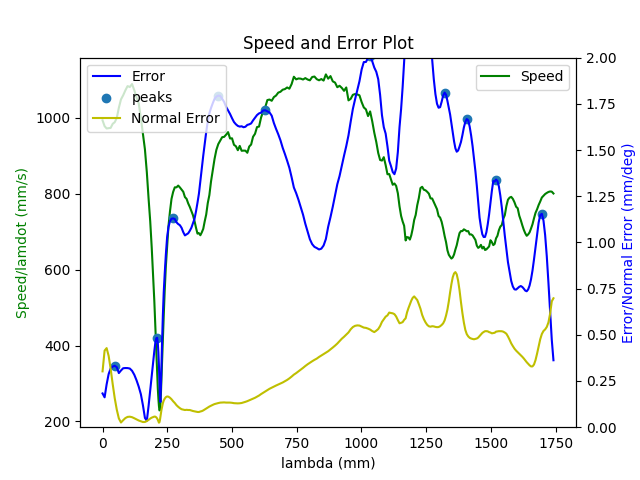 Speed and Error Plot
Error
peaks
Normal Error
Speed
Speed/lamdot (mm/s)
1000
800
600
400
200
2.00
1.75
1.50
1.25
1.00
0.75
0.50
0.25
0.00
Error/Normal Error (mm/deg)
0 250 500 750 1000 1250 1500 1750
lambda (mm)